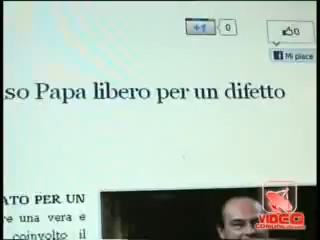 +1 0
0
Mi piace
so Papa libero per un difetto
ATO PER UN
re una vera e
coinvolto il
VIDEO